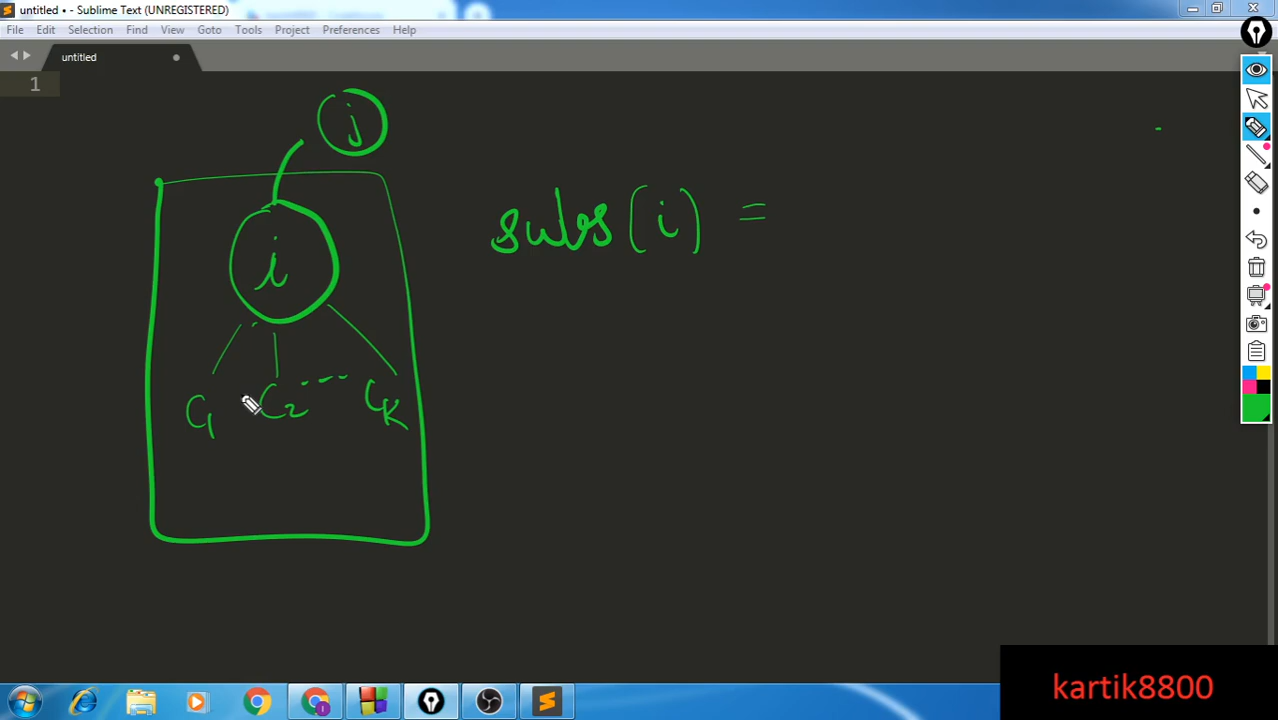 untitled • - Sublime Text (UNREGISTERED)
File Edit Selection Find View Goto Tools Project Preferences Help
untitled
1
j
i
subs(i) =
C1 C2 --- CK
kartik8800